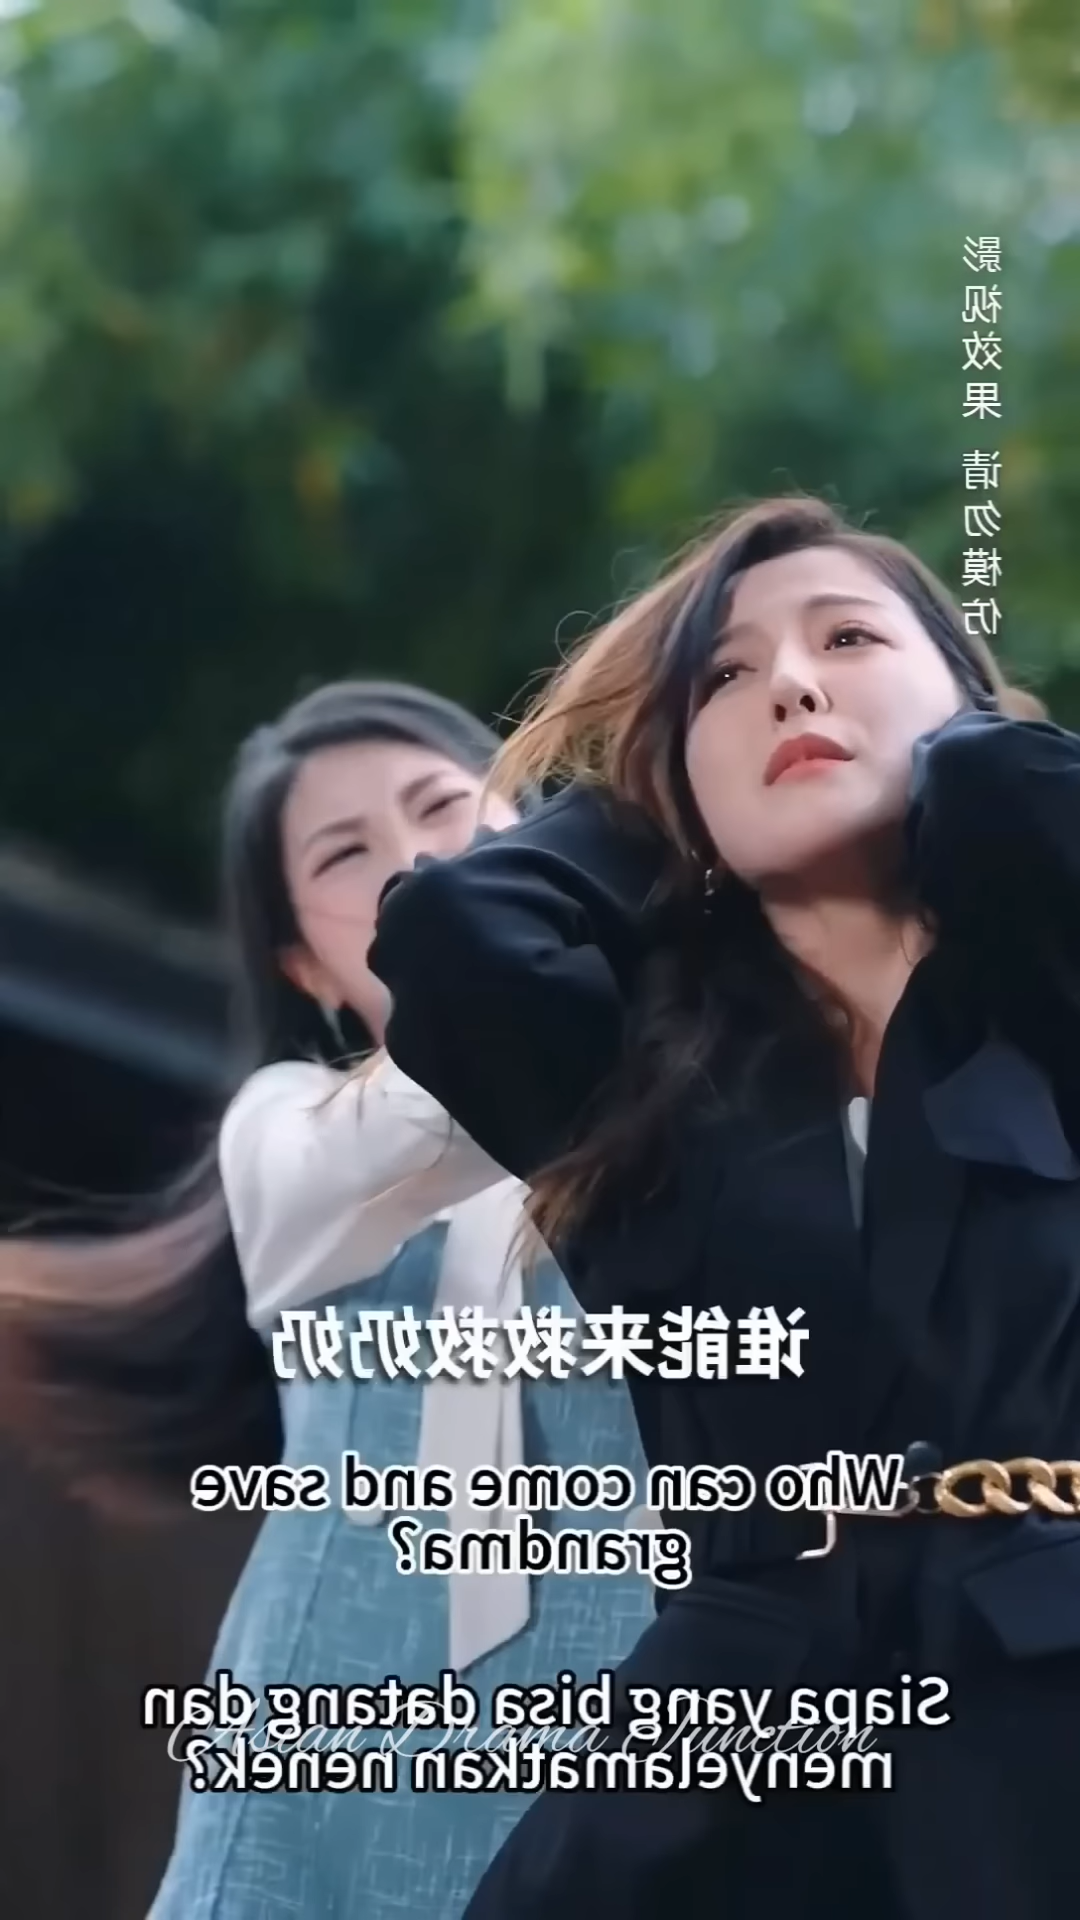 影视效果 请勿模仿
谁能来救救奶奶
Who can come and save
grandma?
Siapa yang bisa datang dan
Asian Drama Junction
menyelamatkan nenek?